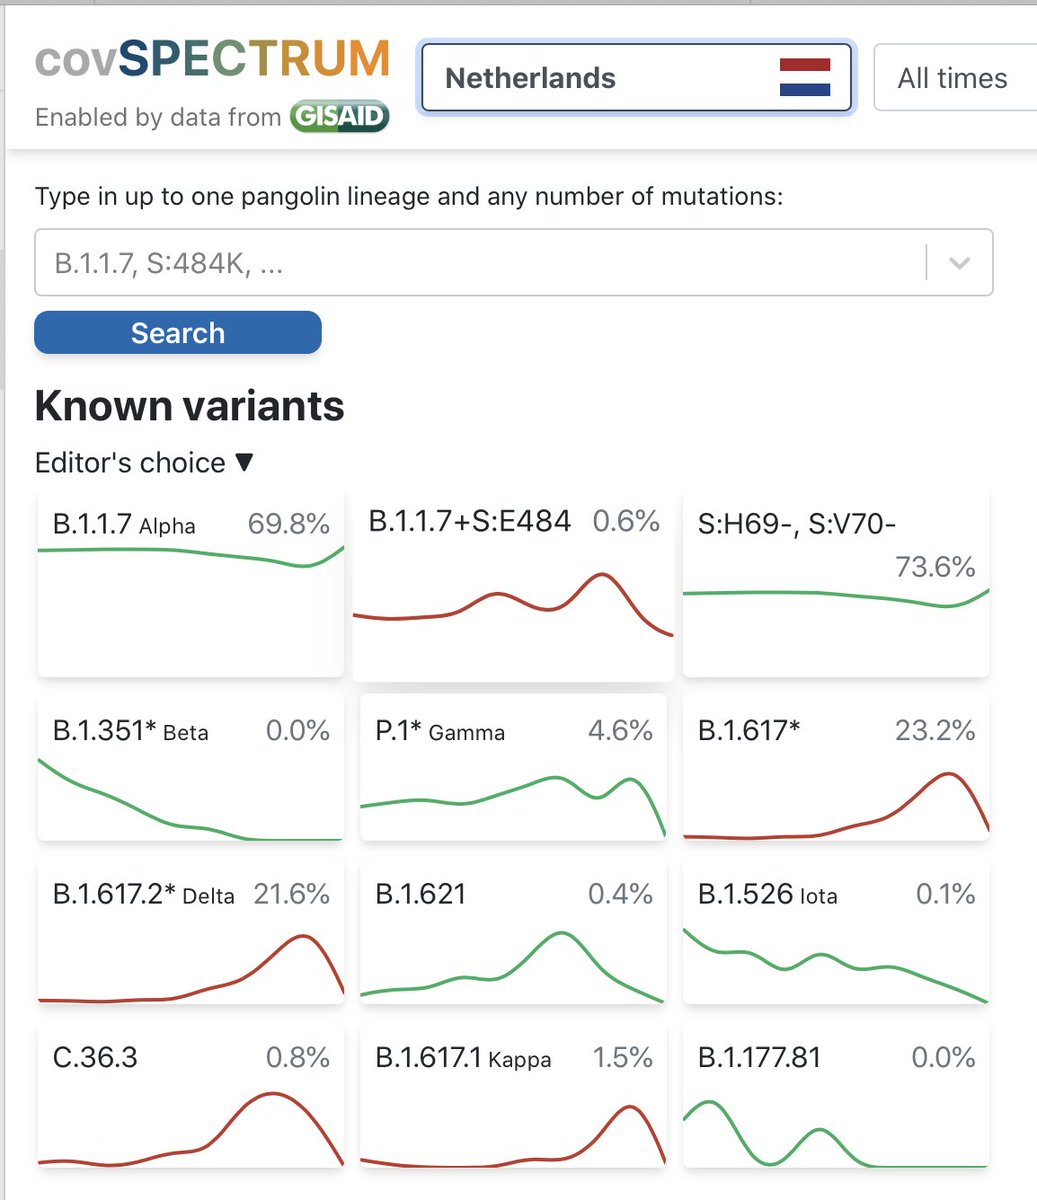 covSPECTRUM
Enabled by data from GISAID
Netherlands
All times
Type in up to one pangolin lineage and any number of mutations:
B.1.1.7, S:484K, ...
Search
Known variants
Editor's choice ▼
B.1.1.7 Alpha 69.8%
B.1.1.7+S:E484 0.6%
S:H69-, S:V70-
73.6%
B.1.351* Beta 0.0%
P.1* Gamma 4.6%
B.1.617* 23.2%
B.1.617.2* Delta 21.6%
B.1.621 0.4%
B.1.526 Iota 0.1%
C.36.3 0.8%
B.1.617.1 Kappa 1.5%
B.1.177.81 0.0%